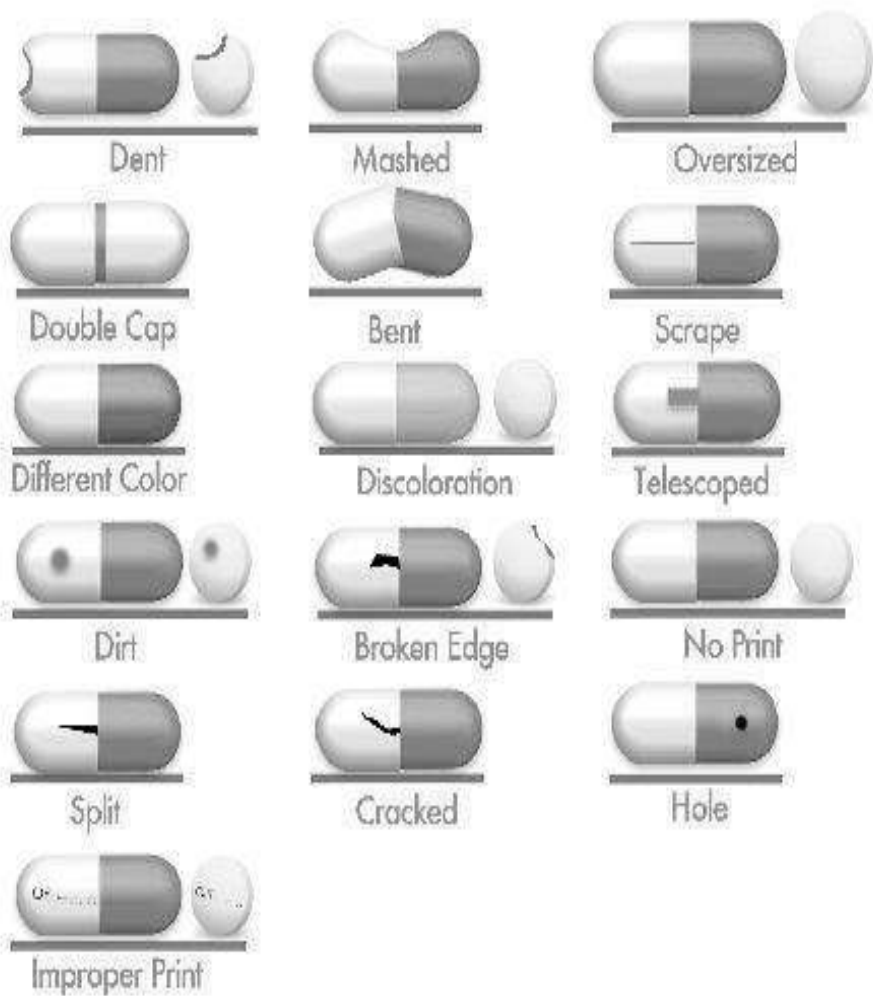 Dent
Mashed
Oversized
Double Cap
Bent
Scrape
Different Color
Discoloration
Telescoped
Dirt
Broken Edge
No Print
Split
Cracked
Hole
Improper Print